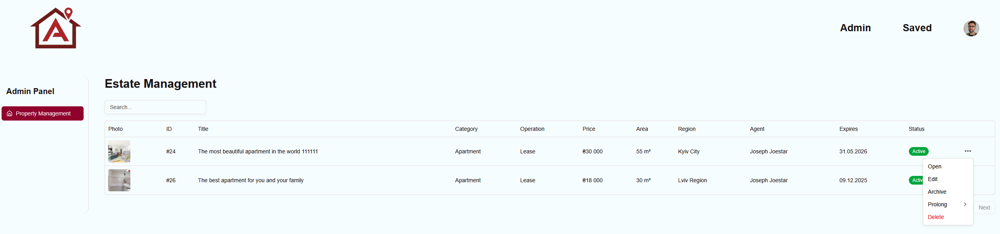 A
Admin Saved
Admin Panel
Property Management
Estate Management
Search...
Photo ID Title Category Operation Price Area Region Agent Expires Status
#24 The most beautiful apartment in the world 111111 Apartment Lease ₴30 000 55 m² Kyiv City Joseph Joestar 31.05.2026 Active ...
#26 The best apartment for you and your family Apartment Lease ₴18 000 30 m² Lviv Region Joseph Joestar 09.12.2025 Activ
Open
Edit
Archive
Prolong
Delete
Next